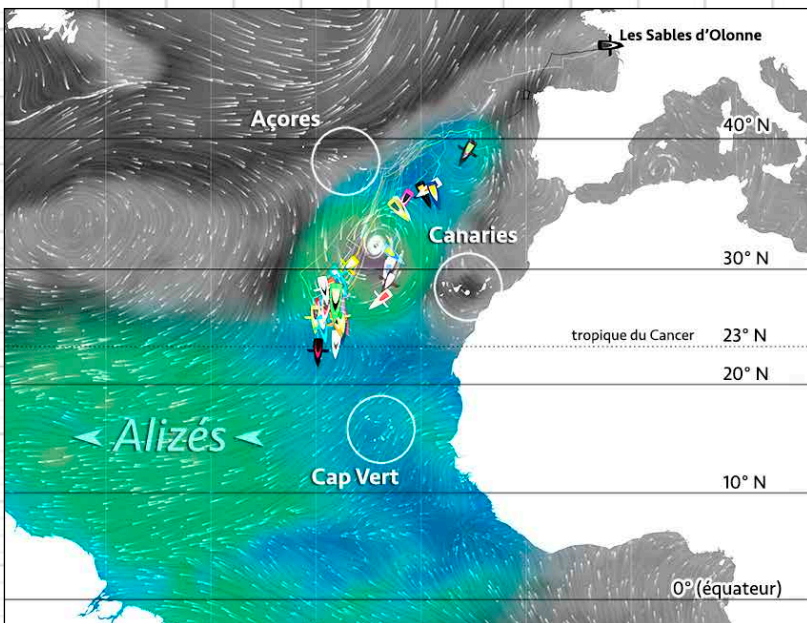 Les Sables d'Olonne
Açores
40° N
Canaries
30° N
tropique du Cancer
23° N
20° N
Alizés
Cap Vert
10° N
0° (équateur)